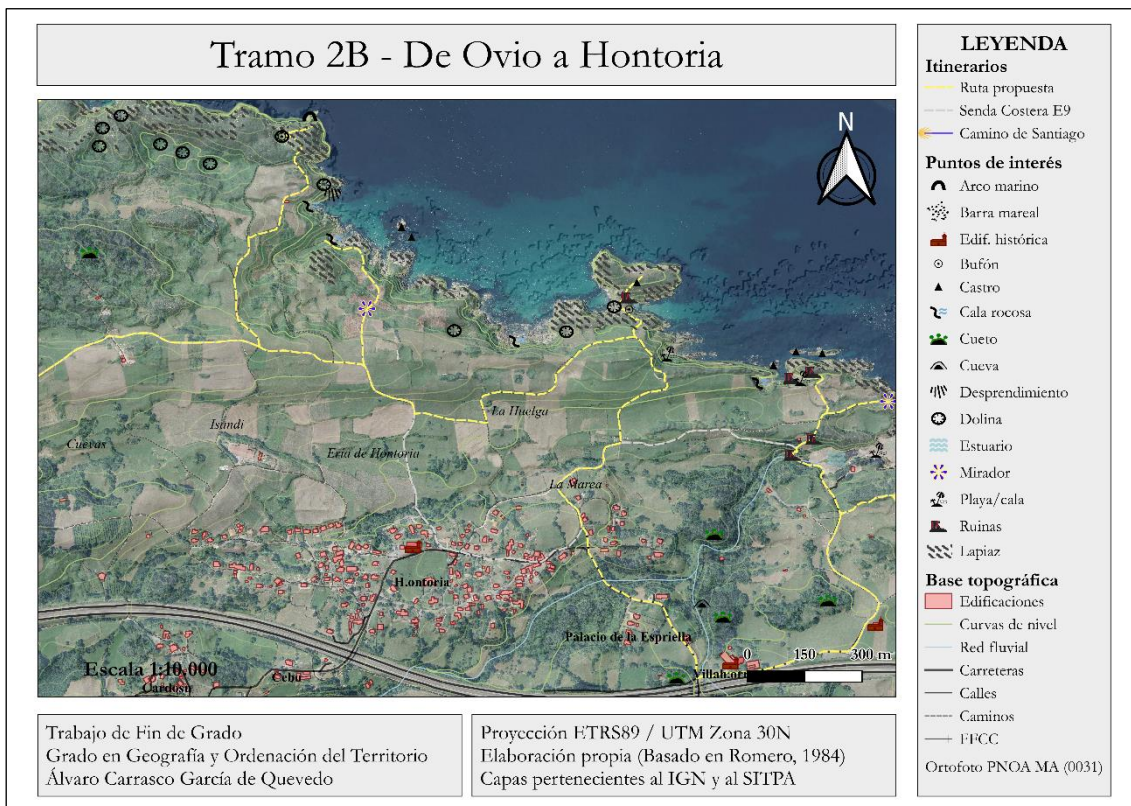 Tramo 2B - De Ovio a Hontoria
N
Cuevas
Isundi
Ería de Hontoria
La Huelga
La Marea
Hontoria
Palacio de la Espriella
Cardosu
Cebu
Escala 1:10.000
0 150 300 m
LEYENDA
Itinerarios
Ruta propuesta
Senda Costera E9
Camino de Santiago
Puntos de interés
Arco marino
Barra mareal
Edif. histórica
Bufón
Castro
Cala rocosa
Cueto
Cueva
Desprendimiento
Dolina
Estuario
Mirador
Playa/cala
Ruinas
Lapiaz
Base topográfica
Edificaciones
Curvas de nivel
Red fluvial
Carreteras
Calles
Caminos
FFCC
Ortofoto PNOA MA (0031)
Trabajo de Fin de Grado
Grado en Geografía y Ordenación del Territorio
Álvaro Carrasco García de Quevedo
Proyección ETRS89 / UTM Zona 30N
Elaboración propia (Basado en Romero, 1984)
Capas pertenecientes al IGN y al SITPA